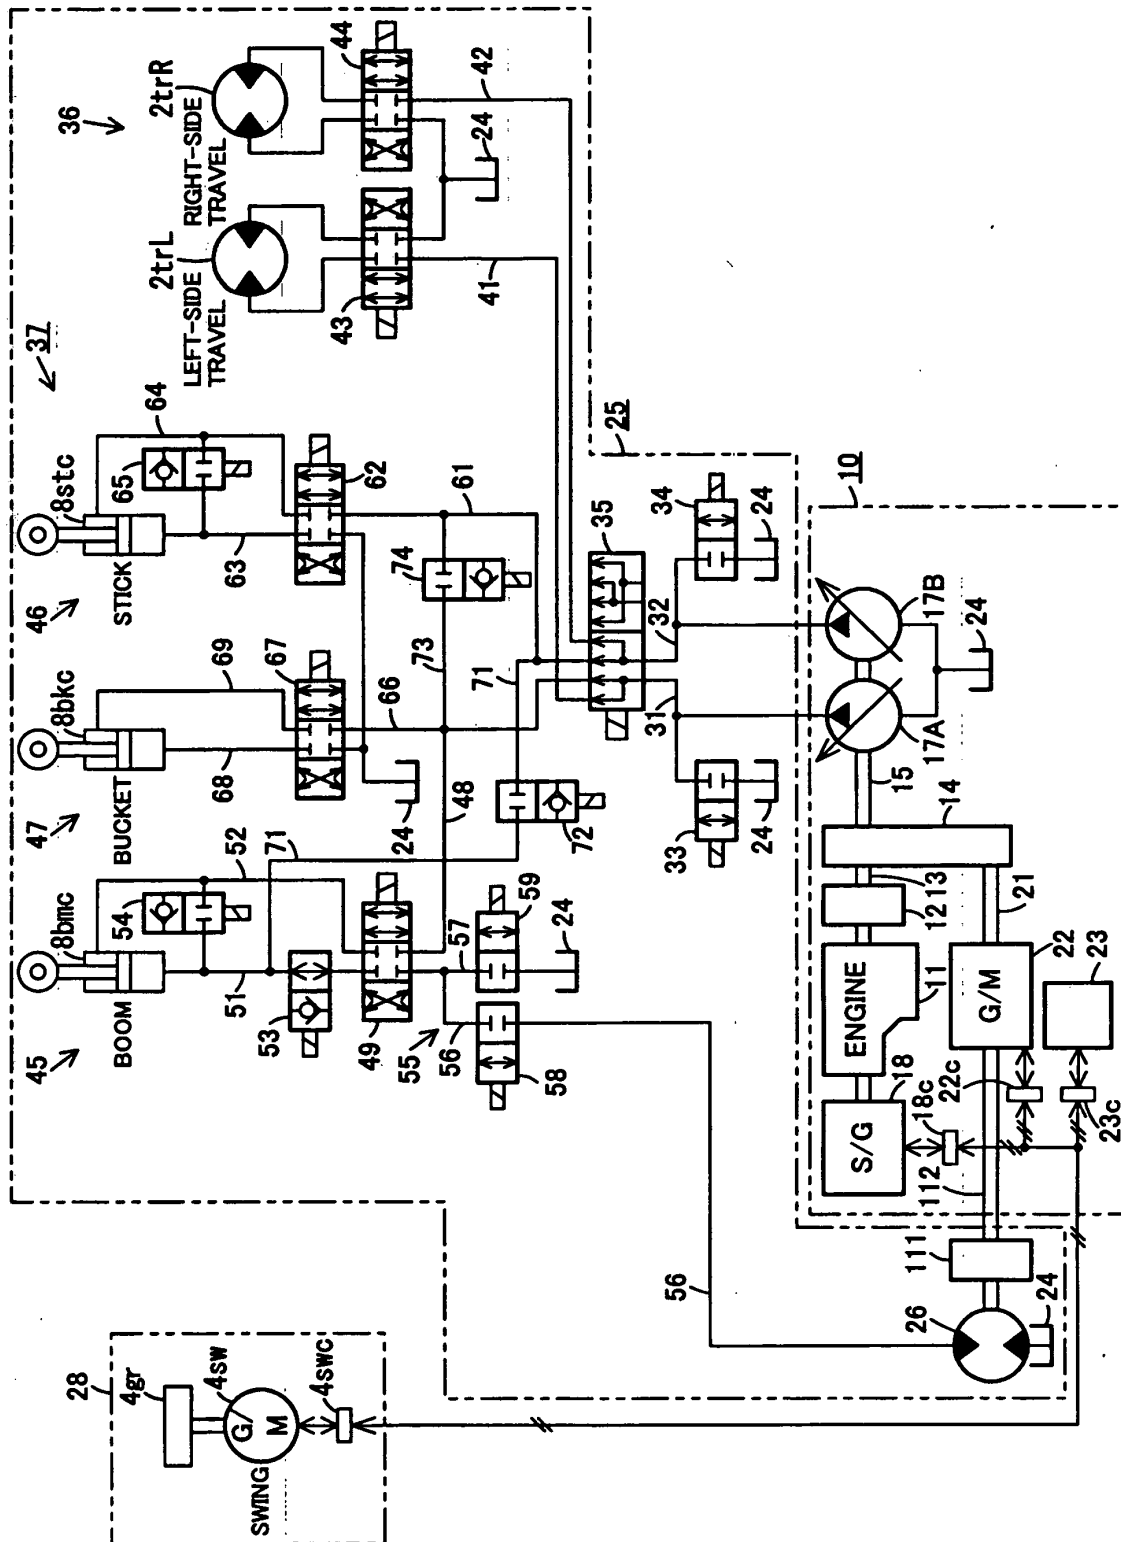 36
2trR
RIGHT-SIDE
TRAVEL
44
42
24
2trL
LEFT-SIDE
TRAVEL
43
41
37
46
STICK
8stc
64
65
63
62
61
74
73
47
BUCKET
8bkc
69
67
68
66
24
71
48
72
45
BOOM
8bmc
54
52
71
51
53
49
55
56
57
59
58
24
25
35
34
24
32
31
33
24
10
17B
17A
24
15
14
13
12
21
ENGINE
11
G/M
22
23
S/G
18
18c
22c
23c
112
111
56
26
24
28
4gr
4sw
G/M
4swc
SWING